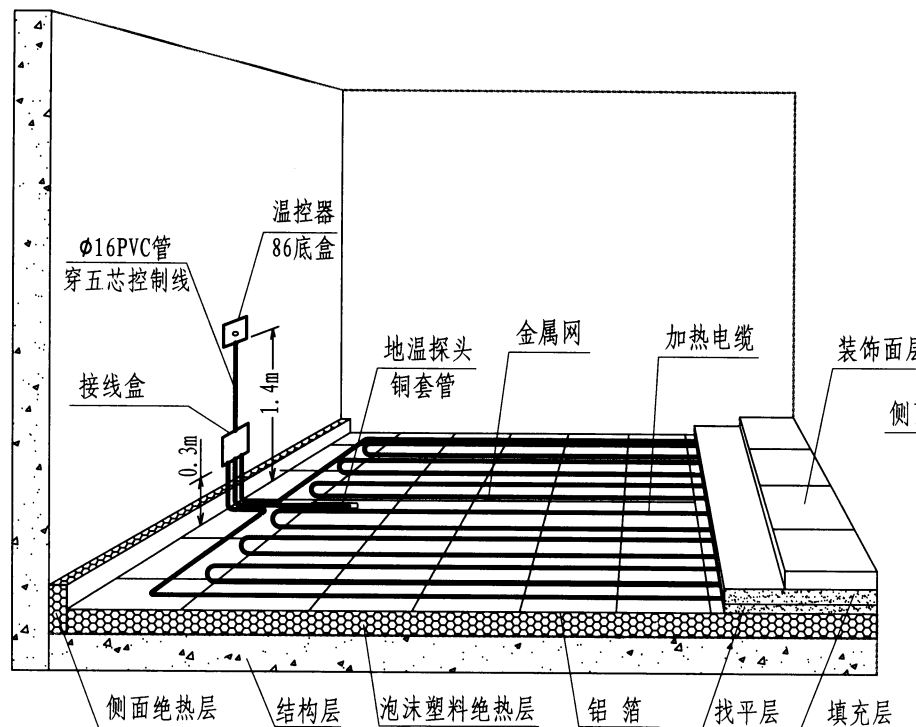 温控器
86底盒
φ16PVC管
穿五芯控制线
接线盒
1.4m
0.3m
地温探头
铜套管
金属网
加热电缆
装饰面层
侧
侧面绝热层
结构层
泡沫塑料绝热层
铝 箔
找平层
填充层